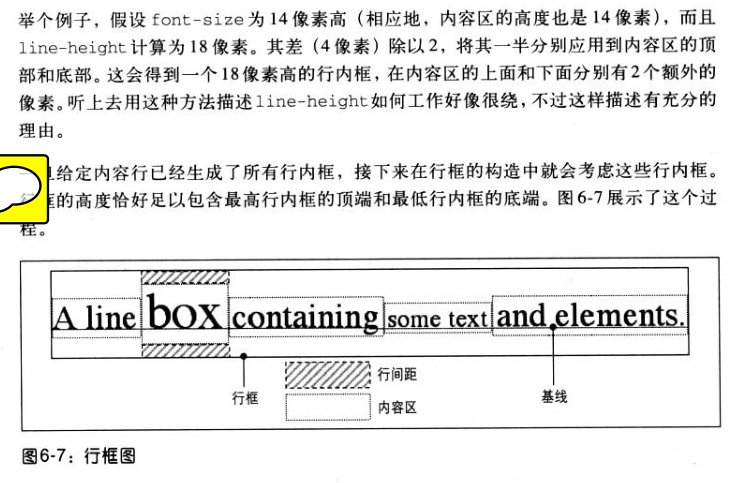 举个例子，假设 font-size 为 14 像素高（相应地，内容区的高度也是 14 像素），而且
line-height 计算为 18 像素。其差（4 像素）除以 2，将其一半分别应用到内容区的顶
部和底部。这会得到一个 18 像素高的行内框，在内容区的上面和下面分别有 2 个额外的
像素。听上去用这种方法描述 line-height 如何工作好像很绕，不过这样描述有充分的
理由。
给定内容行已经生成了所有行内框，接下来在行框的构造中就会考虑这些行内框。
的高度恰好足以包含最高行内框的顶端和最低行内框的底端。图 6-7 展示了这个过
程。
A line box containing some text and elements.
行间距
行框
基线
内容区
图6-7：行框图